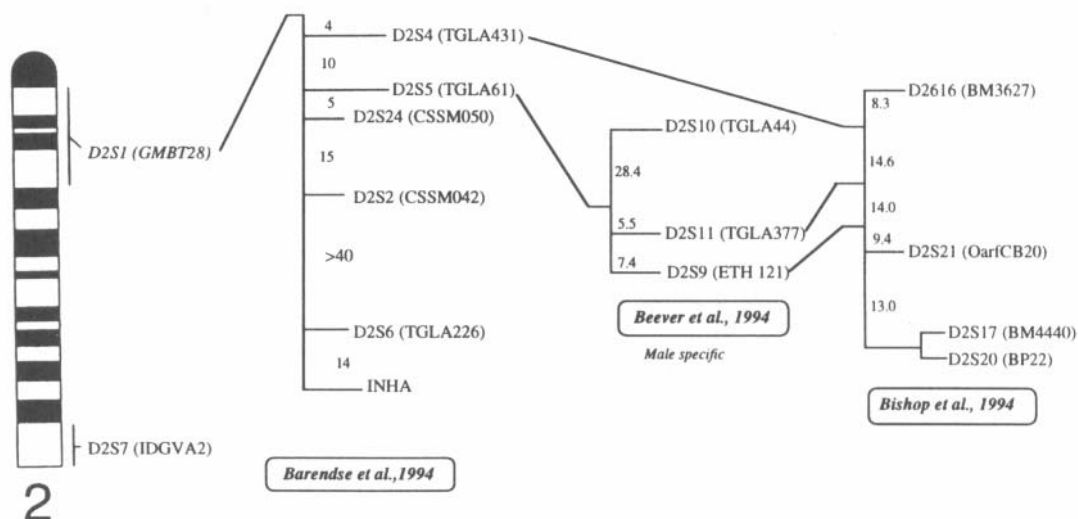 D2S1 (GMBT28)
D2S7 (IDGVA2)
2
4
D2S4 (TGLA431)
10
D2S5 (TGLA61)
5
D2S24 (CSSM050)
15
D2S2 (CSSM042)
>40
D2S6 (TGLA226)
14
INHA
Barendse et al.,1994
D2S10 (TGLA44)
28.4
5.5
D2S11 (TGLA377)
7.4
D2S9 (ETH 121)
Beever et al., 1994
Male specific
D2616 (BM3627)
8.3
14.6
14.0
9.4
D2S21 (OarfCB20)
13.0
D2S17 (BM4440)
D2S20 (BP22)
Bishop et al., 1994